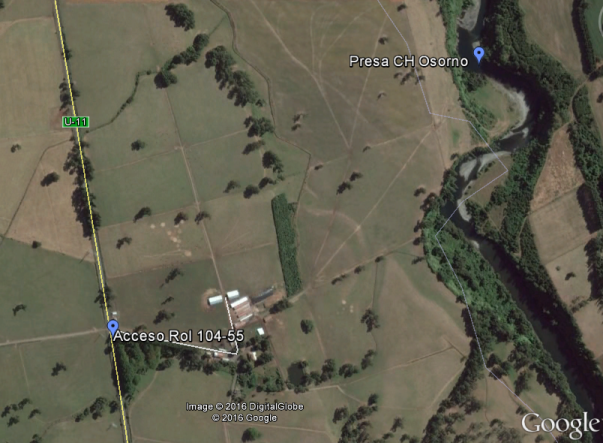 Presa CH Osorno
U-11
Acceso Rol 104-55
Image © 2016 DigitalGlobe
© 2016 Google
Google